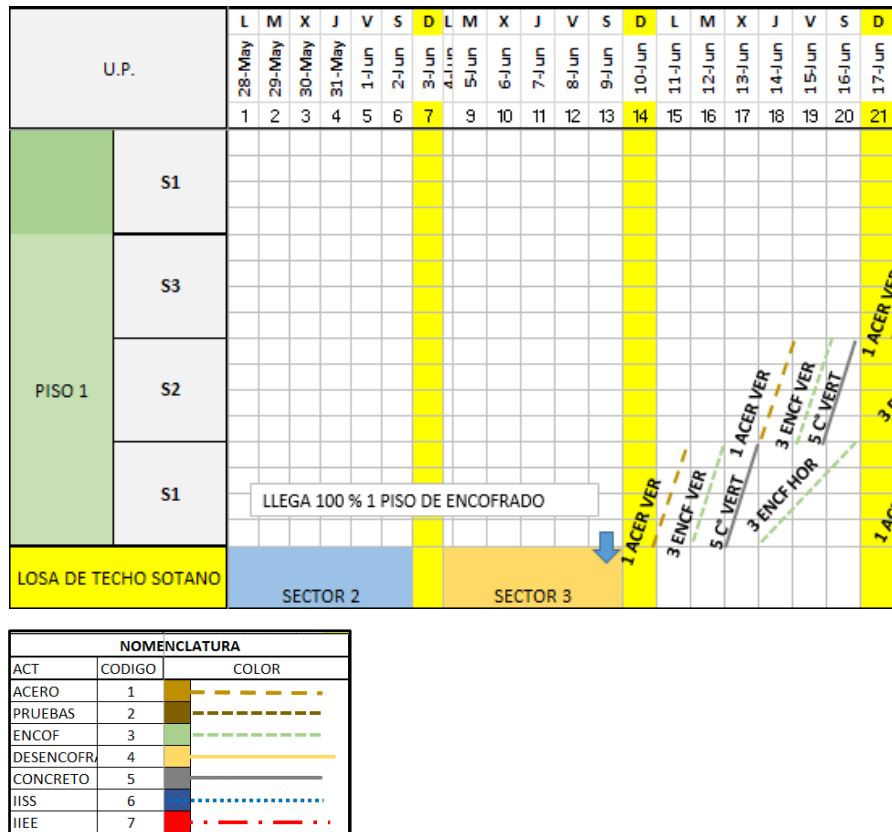 U.P.
L M X J V S D L M X J V S D L M X J V S D
28-May 29-May 30-May 31-May 1-Jun 2-Jun 3-Jun 4-Jun 5-Jun 6-Jun 7-Jun 8-Jun 9-Jun 10-Jun 11-Jun 12-Jun 13-Jun 14-Jun 15-Jun 16-Jun 17-Jun
1 2 3 4 5 6 7 9 10 11 12 13 14 15 16 17 18 19 20 21
S1
S3
1 ACER VER
PISO 1
S2
1 ACER VER
3 ENCF VER
5 C° VERT
3
S1
LLEGA 100 % 1 PISO DE ENCOFRADO
1 ACER VER
3 ENCF VER
5 C° VERT
3 ENCF HOR
1 AC
LOSA DE TECHO SOTANO
SECTOR 2
SECTOR 3
NOMENCLATURA
ACT CODIGO COLOR
ACERO 1
PRUEBAS 2
ENCOF 3
DESENCOFRA 4
CONCRETO 5
IISS 6
IIEE 7